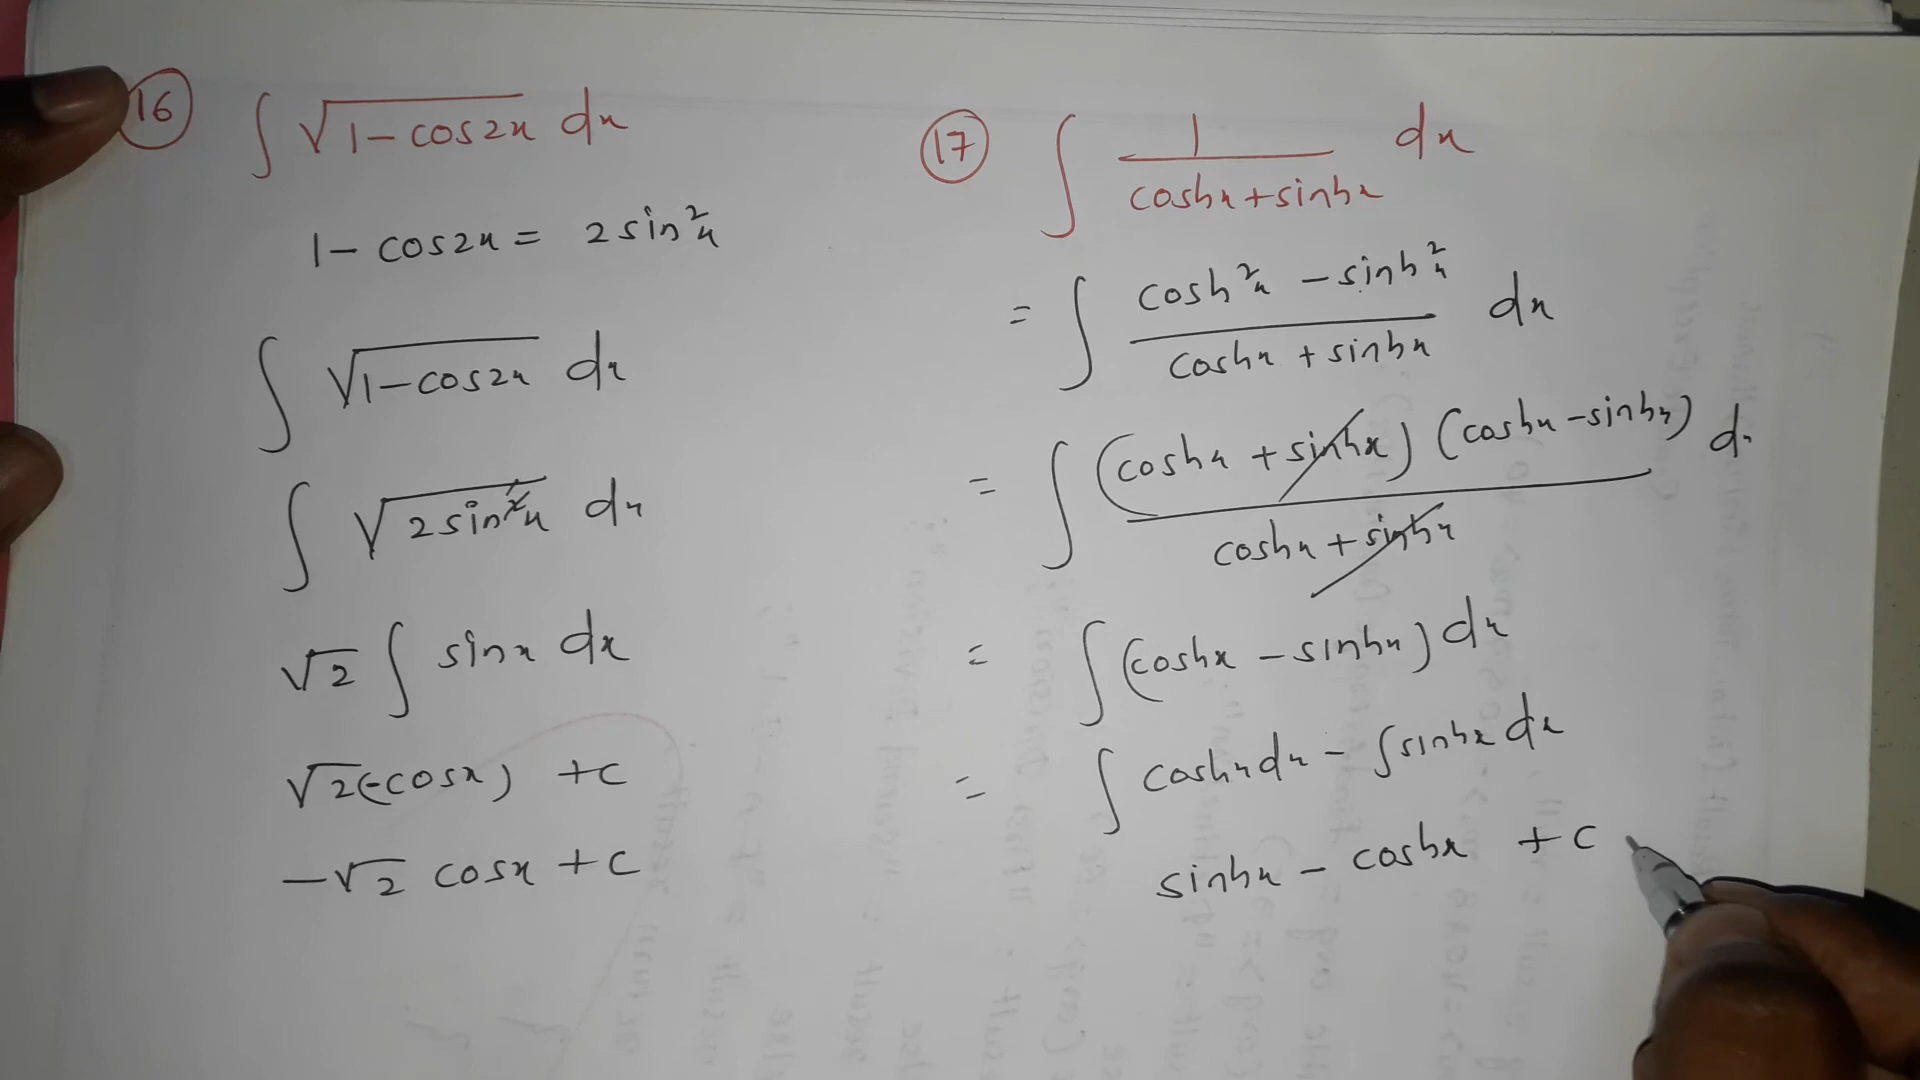 16 ∫ √1-cos2x dx
1-cos2x = 2sin²x
∫ √1-cos2x dx
∫ √2sin²x dx
√2 ∫ sinx dx
√2(-cosx) +c
-√2 cosx +c
17 ∫ 1/coshx+sinhx dx
= ∫ cosh²x - sinh²x/coshx + sinhx dx
= ∫ (coshx + sinhx) (coshx - sinhx)/coshx + sinhx dx
= ∫ (coshx - sinhx) dx
= ∫ coshxdx - ∫sinhx dx
sinhx - coshx +c